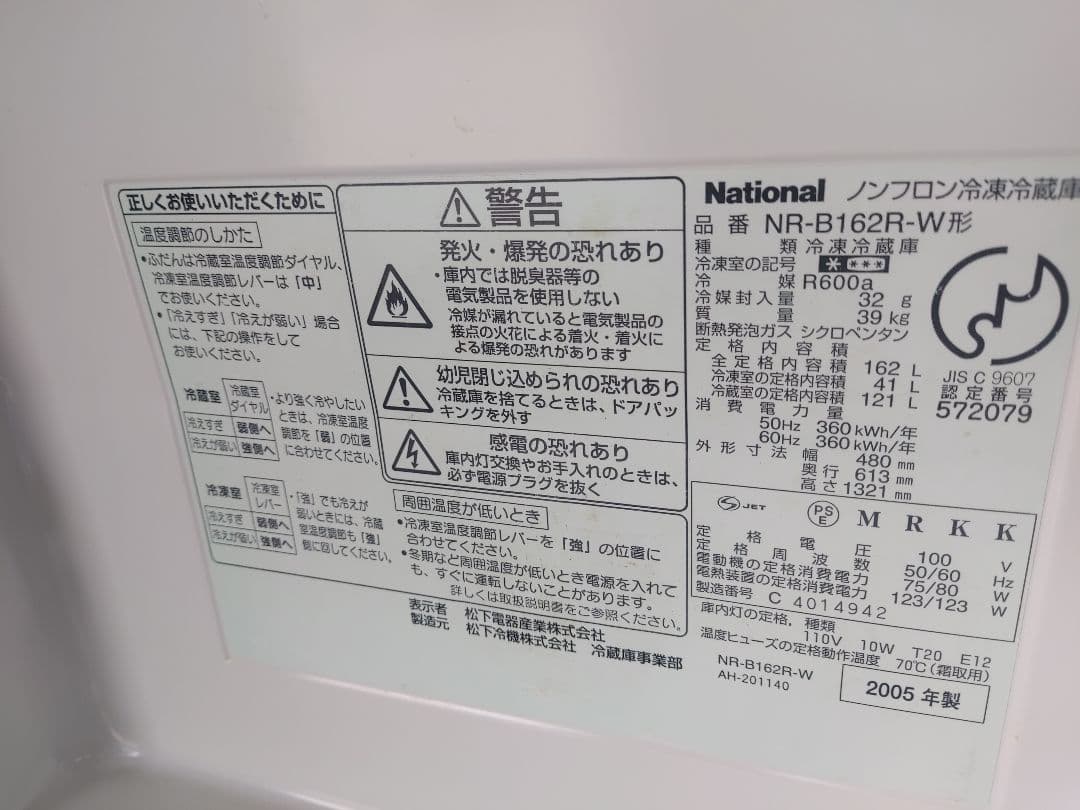 正しくお使いいただくために
温度調節のしかた
•ふだんは冷蔵室温度調節ダイヤル、
冷凍室温度調節レバーは「中」
でお使いください。
•「冷えすぎ」「冷えが弱い」場合
には、下記の操作をして
お使いください。
冷蔵室
冷蔵室
ダイヤル
冷えすぎ 弱側へ
冷えが弱い 強側へ
•より強く冷やしたい
ときは、冷凍室温度
調節を「弱」の位置
に合わせてください。
冷凍室
冷凍室
レバー
冷えすぎ 弱側へ
冷えが弱い 強側へ
•「強」でも冷えが
弱いときには、冷蔵
室温度調節も「強」
側に回してください。
警告
発火・爆発の恐れあり
•庫内では脱臭器等の
電気製品を使用しない
冷媒が漏れていると電気製品の
接点の火花による着火・着火に
よる爆発の恐れがあります
幼児閉じ込められの恐れあり
冷蔵庫を捨てるときは、ドアパッ
キングを外す
感電の恐れあり
庫内灯交換やお手入れのときは、
必ず電源プラグを抜く
周囲温度が低いとき
•冷凍室温度調節レバーを「強」の位置に
合わせてください。
•冬期など周囲温度が低いとき電源を入れて
も、すぐに運転しないことがあります。
詳しくは取扱説明書をご参照ください。
表示者 松下電器産業株式会社
製造元 松下冷機株式会社 冷蔵庫事業部
National ノンフロン冷凍冷蔵庫
品番 NR-B162R-W形
種類 冷凍冷蔵庫
冷凍室の記号 ****
冷媒 R600a
冷媒封入量 32 g
質量 39 kg
断熱発泡ガス シクロペンタン
定格内容積
全定格内容積 162 L
冷凍室の定格内容積 41 L
冷蔵室の定格内容積 121 L
消費電力量
50Hz 360 kWh/年
60Hz 360 kWh/年
外形寸法 幅 480 mm
奥行 613 mm
高さ 1321 mm
JIS C 9607
認定番号
572079
JET PSE MRKK
定格電圧 100 V
定格周波数 50/60 Hz
電動機の定格消費電力 75/80 W
電熱装置の定格消費電力 123/123 W
製造番号 C 4014942
庫内灯の定格，種類
110V 10W T20 E12
温度ヒューズの定格動作温度 70℃(霜取用)
NR-B162R-W
AH-201140
2005 年製